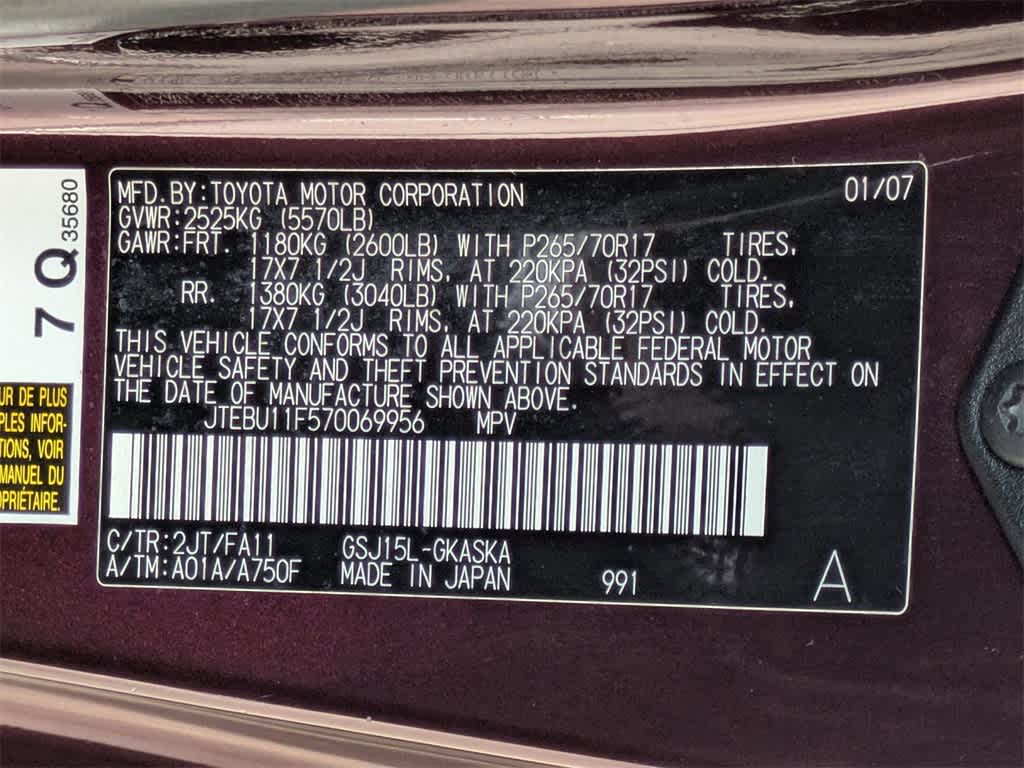 MFD.BY:TOYOTA MOTOR CORPORATION 01/07
GVWR:2525KG (5570LB)
GAWR:FRT. 1180KG (2600LB) WITH P265/70R17 TIRES,
17X7 1/2J RIMS, AT 220KPA (32PSI) COLD.
RR. 1380KG (3040LB) WITH P265/70R17 TIRES,
17X7 1/2J RIMS, AT 220KPA (32PSI) COLD.
THIS VEHICLE CONFORMS TO ALL APPLICABLE FEDERAL MOTOR
VEHICLE SAFETY AND THEFT PREVENTION STANDARDS IN EFFECT ON
THE DATE OF MANUFACTURE SHOWN ABOVE.
JTEBU11F570069956 MPV
C/TR:2JT/FA11 GSJ15L-GKASKA
A/TM:A01A/A750F MADE IN JAPAN 991 A
7 Q 35680
UR DE PLUS
PLES INFOR-
TIONS, VOIR
MANUEL DU
OPRIÉTAIRE.